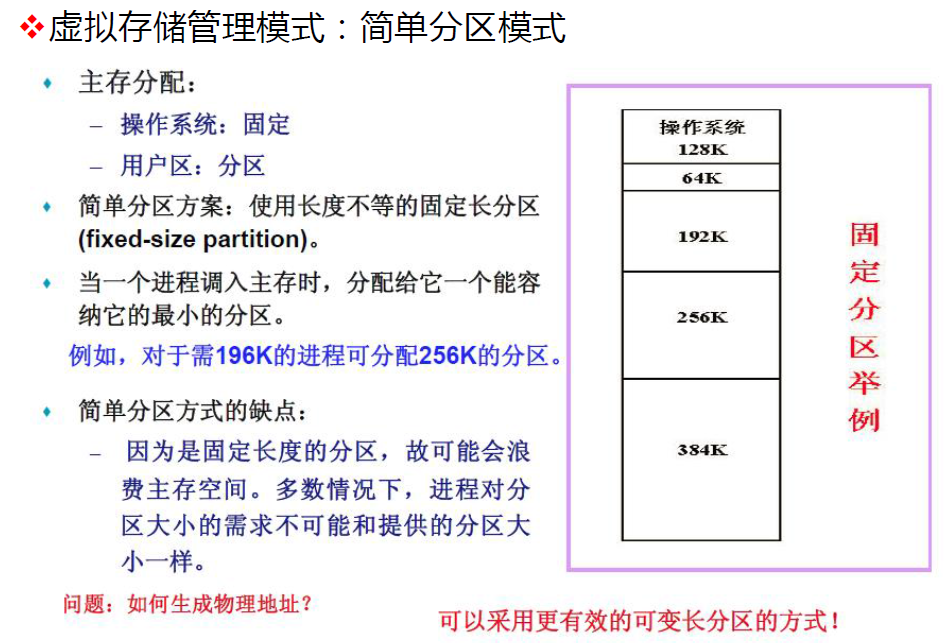 虚拟存储管理模式：简单分区模式
主存分配：
– 操作系统：固定
– 用户区：分区
简单分区方案：使用长度不等的固定长分区
(fixed-size partition)。
当一个进程调入主存时，分配给它一个能容
纳它的最小的分区。
例如，对于需196K的进程可分配256K的分区。
简单分区方式的缺点：
– 因为是固定长度的分区，故可能会浪
费主存空间。多数情况下，进程对分
区大小的需求不可能和提供的分区大
小一样。
问题：如何生成物理地址？
操作系统
128K
64K
192K
256K
384K
固定分区举例
可以采用更有效的可变长分区的方式！